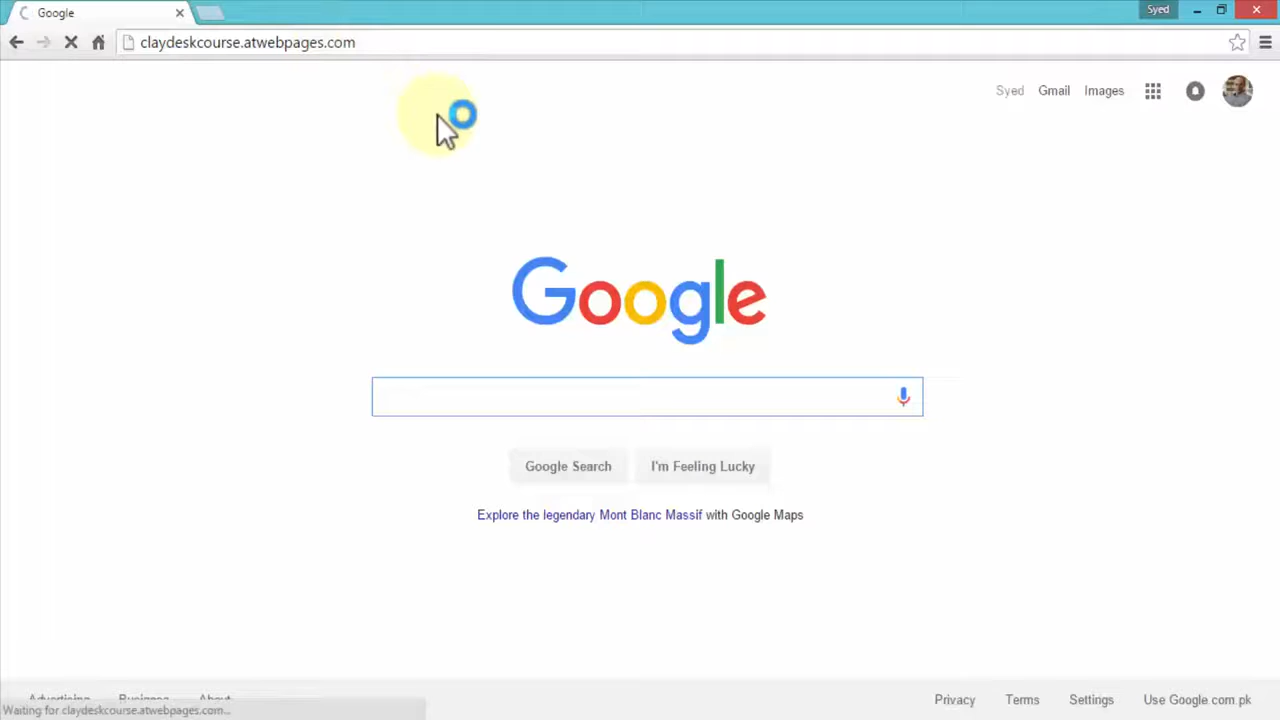 Google
Syed
claydeskcourse.atwebpages.com
Syed Gmail Images
Google
Google Search I'm Feeling Lucky
Explore the legendary Mont Blanc Massif with Google Maps
Advertising Business About
Privacy Terms Settings Use Google.com.pk
Waiting for claydeskcourse.atwebpages.com...